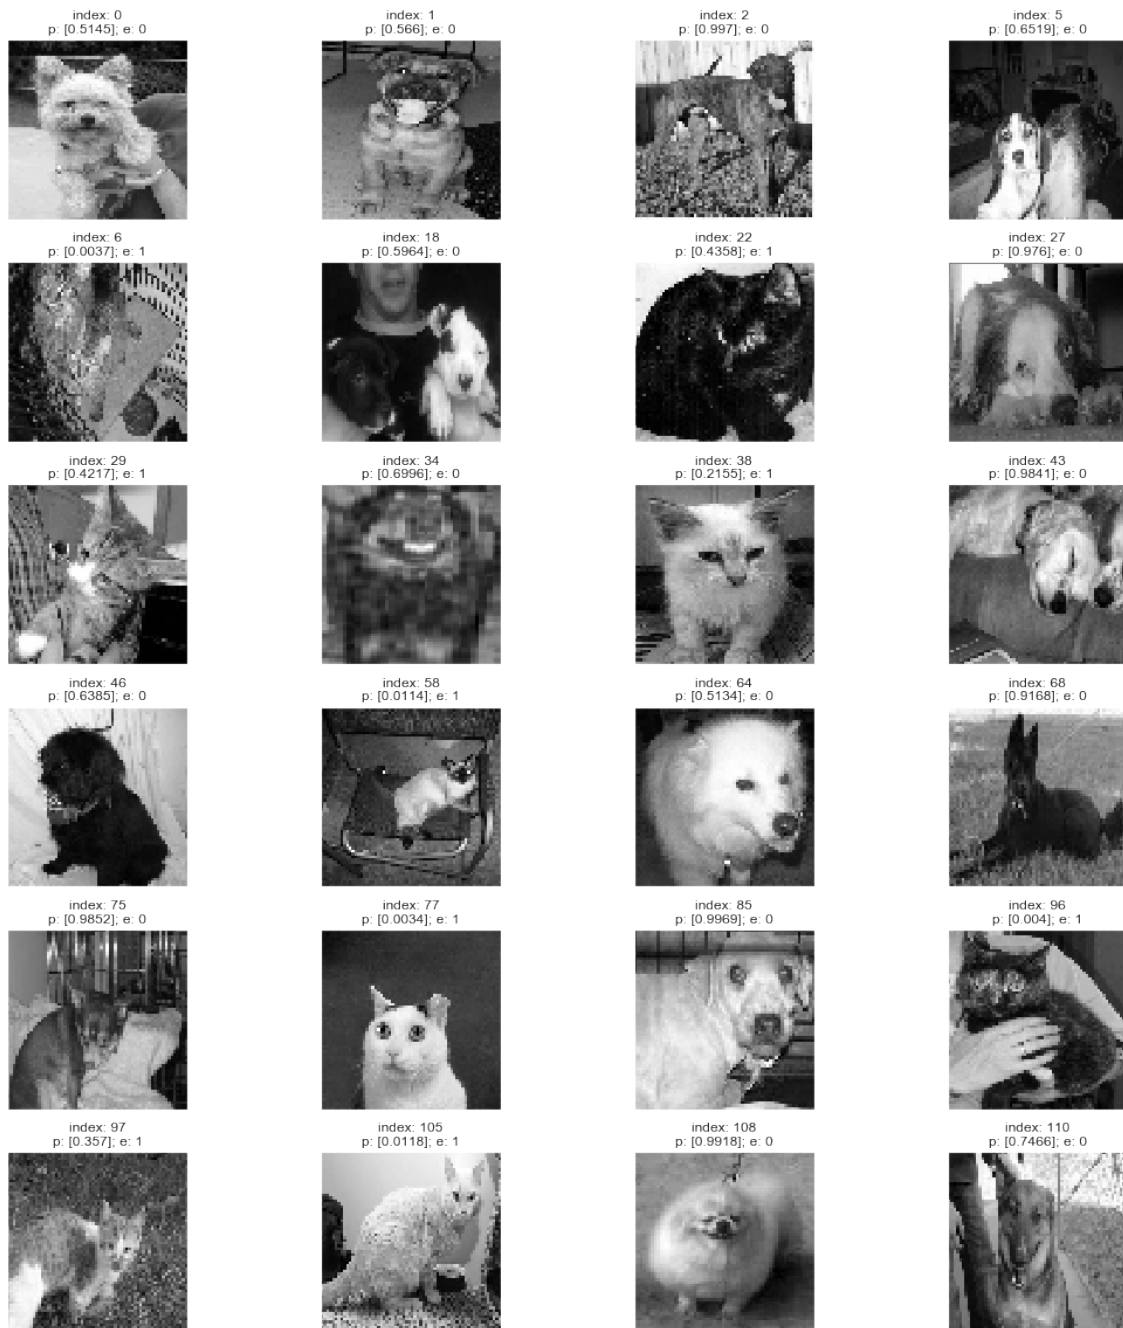 index: 0
p: [0.5145]; e: 0
index: 1
p: [0.566]; e: 0
index: 2
p: [0.997]; e: 0
index: 5
p: [0.6519]; e: 0
index: 6
p: [0.0037]; e: 1
index: 18
p: [0.5964]; e: 0
index: 22
p: [0.4358]; e: 1
index: 27
p: [0.976]; e: 0
index: 29
p: [0.4217]; e: 1
index: 34
p: [0.6996]; e: 0
index: 38
p: [0.2155]; e: 1
index: 43
p: [0.9841]; e: 0
index: 46
p: [0.6385]; e: 0
index: 58
p: [0.0114]; e: 1
index: 64
p: [0.5134]; e: 0
index: 68
p: [0.9168]; e: 0
index: 75
p: [0.9852]; e: 0
index: 77
p: [0.0034]; e: 1
index: 85
p: [0.9969]; e: 0
index: 96
p: [0.004]; e: 1
index: 97
p: [0.357]; e: 1
index: 105
p: [0.0118]; e: 1
index: 108
p: [0.9918]; e: 0
index: 110
p: [0.7466]; e: 0